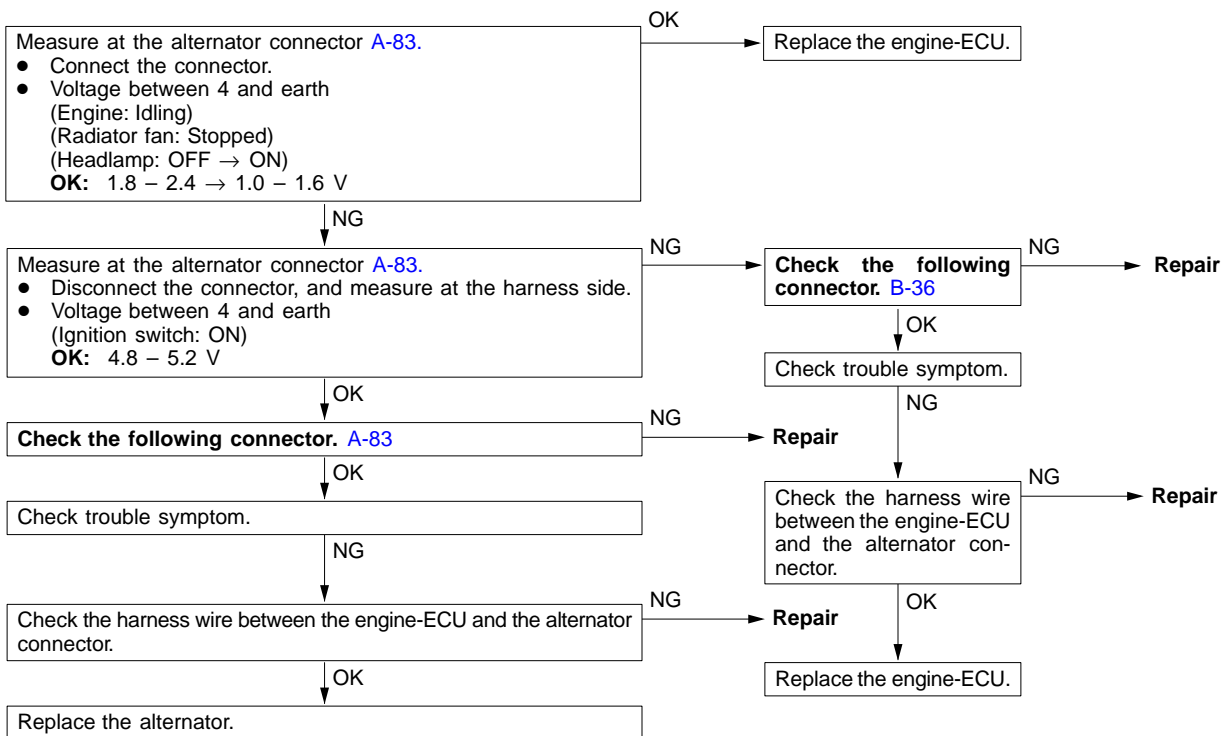 Measure at the alternator connector A-83.
● Connect the connector.
● Voltage between 4 and earth
(Engine: Idling)
(Radiator fan: Stopped)
(Headlamp: OFF → ON)
OK: 1.8 – 2.4 → 1.0 – 1.6 V
OK
Replace the engine-ECU.
NG
Measure at the alternator connector A-83.
● Disconnect the connector, and measure at the harness side.
● Voltage between 4 and earth
(Ignition switch: ON)
OK: 4.8 – 5.2 V
NG
Check the following
connector. B-36
NG
Repair
OK
Check trouble symptom.
NG
Check the harness wire
between the engine-ECU
and the alternator con-
nector.
NG
Repair
OK
Replace the engine-ECU.
OK
Check the following connector. A-83
NG
Repair
OK
Check trouble symptom.
NG
Check the harness wire between the engine-ECU and the alternator
connector.
NG
Repair
OK
Replace the alternator.